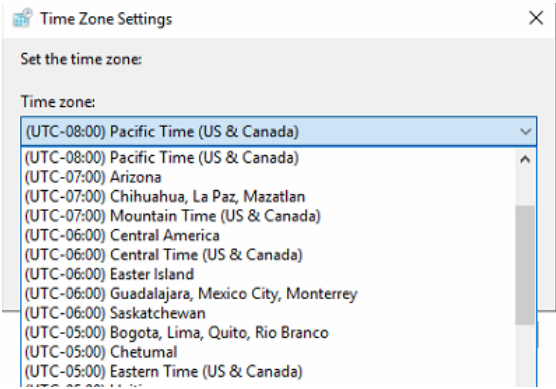 Time Zone Settings
Set the time zone:
Time zone:
(UTC-08:00) Pacific Time (US & Canada)
(UTC-08:00) Pacific Time (US & Canada)
(UTC-07:00) Arizona
(UTC-07:00) Chihuahua, La Paz, Mazatlan
(UTC-07:00) Mountain Time (US & Canada)
(UTC-06:00) Central America
(UTC-06:00) Central Time (US & Canada)
(UTC-06:00) Easter Island
(UTC-06:00) Guadalajara, Mexico City, Monterrey
(UTC-06:00) Saskatchewan
(UTC-05:00) Bogota, Lima, Quito, Rio Branco
(UTC-05:00) Chetumal
(UTC-05:00) Eastern Time (US & Canada)